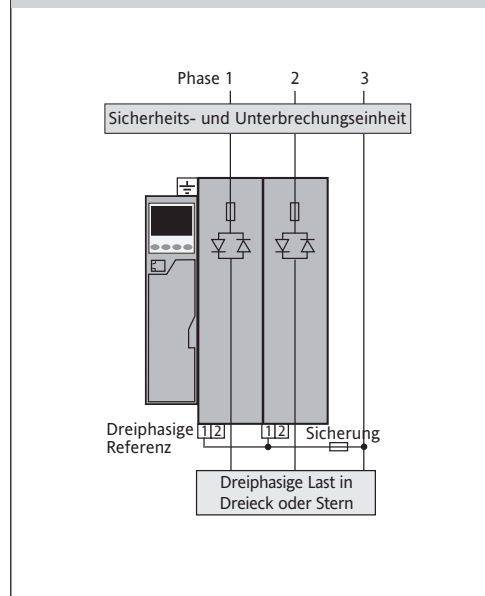 Phase 1 2 3
Sicherheits- und Unterbrechungseinheit
Dreiphasige 1 2 1 2 Sicherung
Referenz
Dreiphasige Last in
Dreieck oder Stern